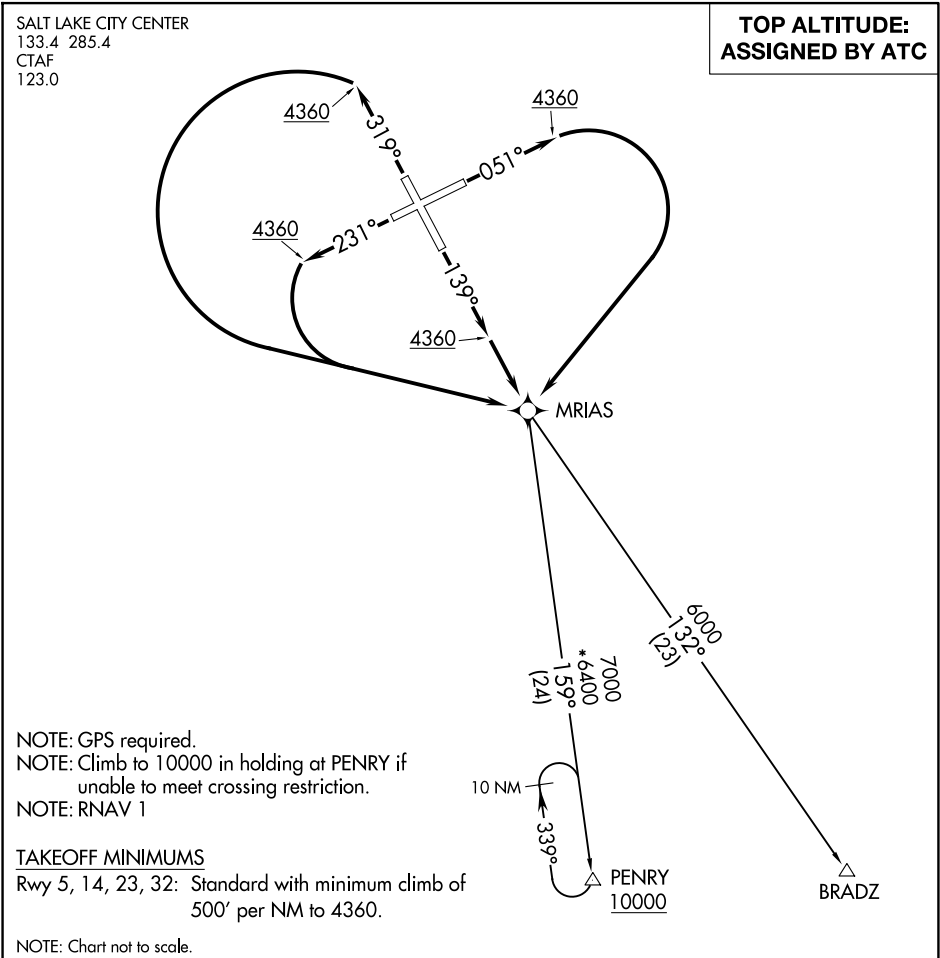 SALT LAKE CITY CENTER
133.4 285.4
CTAF
123.0
TOP ALTITUDE:
ASSIGNED BY ATC
4360
319°
4360
051°
4360
231°
139°
4360
MRIAS
6000
132°
(23)
7000
*6400
159°
(24)
NOTE: GPS required.
NOTE: Climb to 10000 in holding at PENRY if
unable to meet crossing restriction.
NOTE: RNAV 1
10 NM
339°
PENRY
10000
BRADZ
TAKEOFF MINIMUMS
Rwy 5, 14, 23, 32: Standard with minimum climb of
500' per NM to 4360.
NOTE: Chart not to scale.